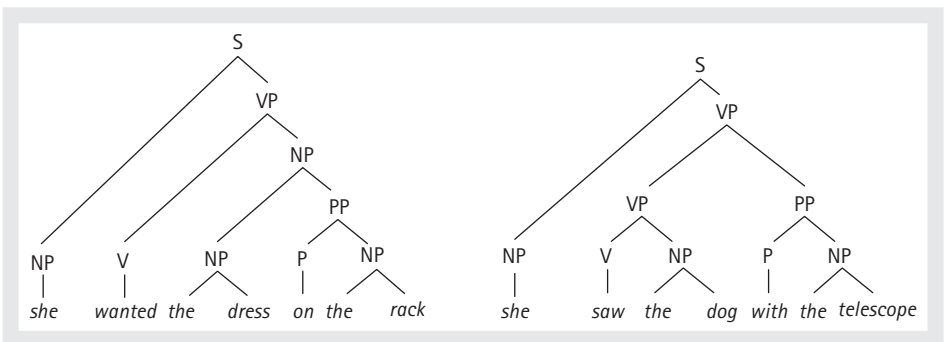 S
S
VP
VP
NP
PP
VP
PP
NP
V
NP
P
NP
NP
V
NP
P
NP
she wanted the dress on the rack
she saw the dog with the telescope